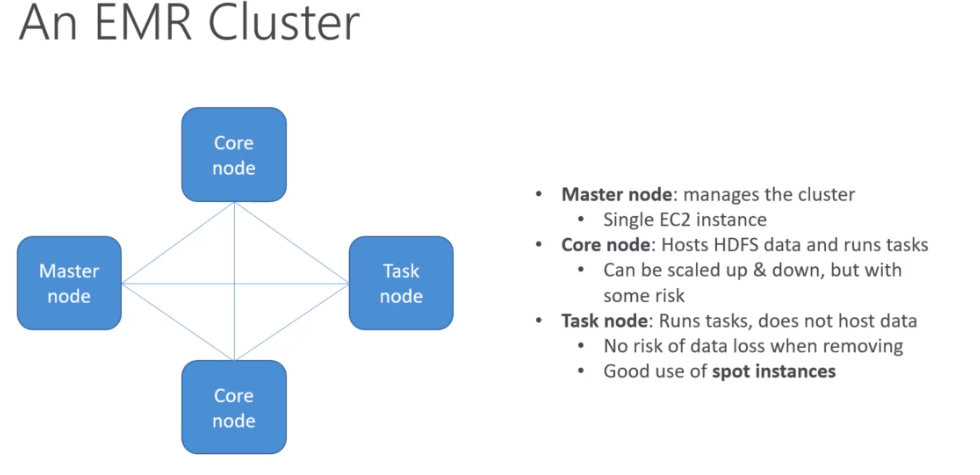 An EMR Cluster
Core
node
Master
node
Task
node
Core
node
• Master node: manages the cluster
• Single EC2 instance
• Core node: Hosts HDFS data and runs tasks
• Can be scaled up & down, but with
some risk
• Task node: Runs tasks, does not host data
• No risk of data loss when removing
• Good use of spot instances